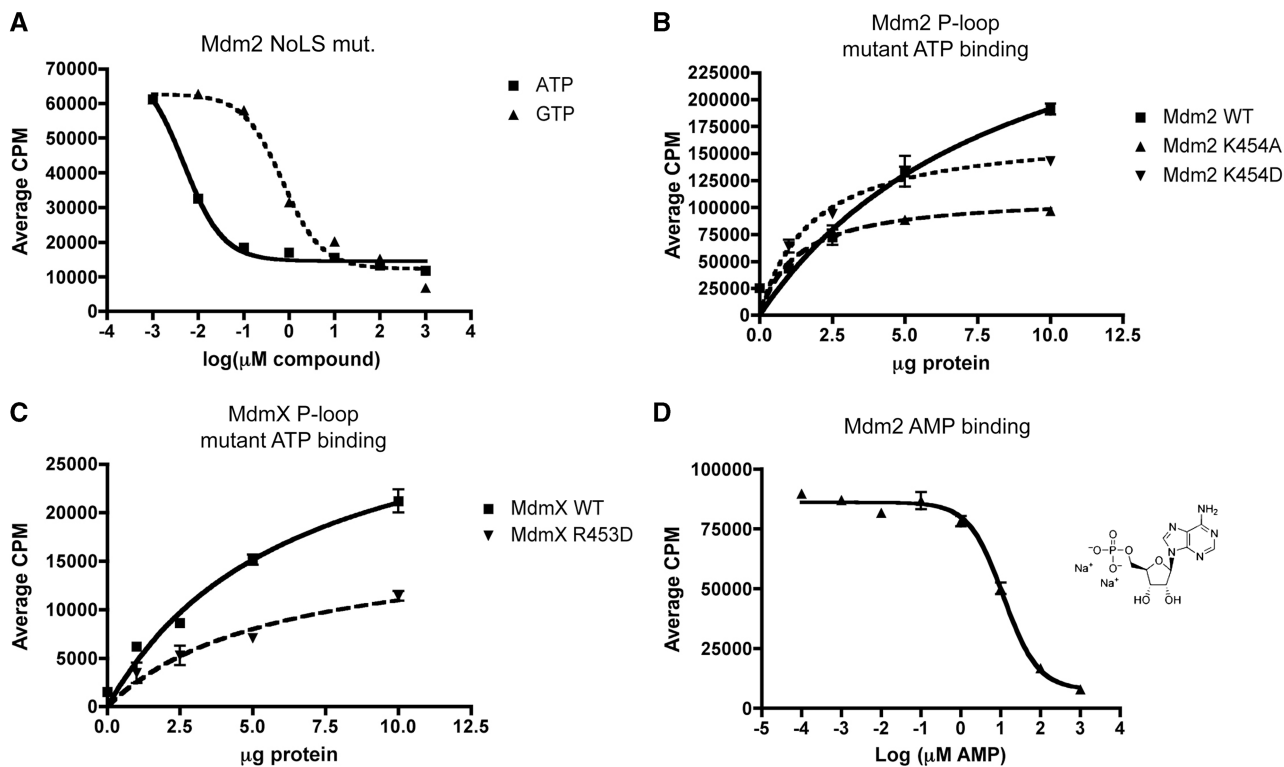 A
Mdm2 NoLS mut.
70000
60000
50000
40000
30000
20000
10000
0
Average CPM
-4 -3 -2 -1 0 1 2 3 4
log(μM compound)
ATP
GTP
B
Mdm2 P-loop
mutant ATP binding
225000
200000
175000
150000
125000
100000
75000
50000
25000
0
Average CPM
0.0 2.5 5.0 7.5 10.0 12.5
μg protein
Mdm2 WT
Mdm2 K454A
Mdm2 K454D
C
MdmX P-loop
mutant ATP binding
25000
20000
15000
10000
5000
0
Average CPM
0.0 2.5 5.0 7.5 10.0 12.5
μg protein
MdmX WT
MdmX R453D
D
Mdm2 AMP binding
100000
75000
50000
25000
0
Average CPM
-5 -4 -3 -2 -1 0 1 2 3 4
Log (μM AMP)
NH₂
N N
O N N
⁻O P O O
Na⁺ O⁻
Na⁺
HO OH